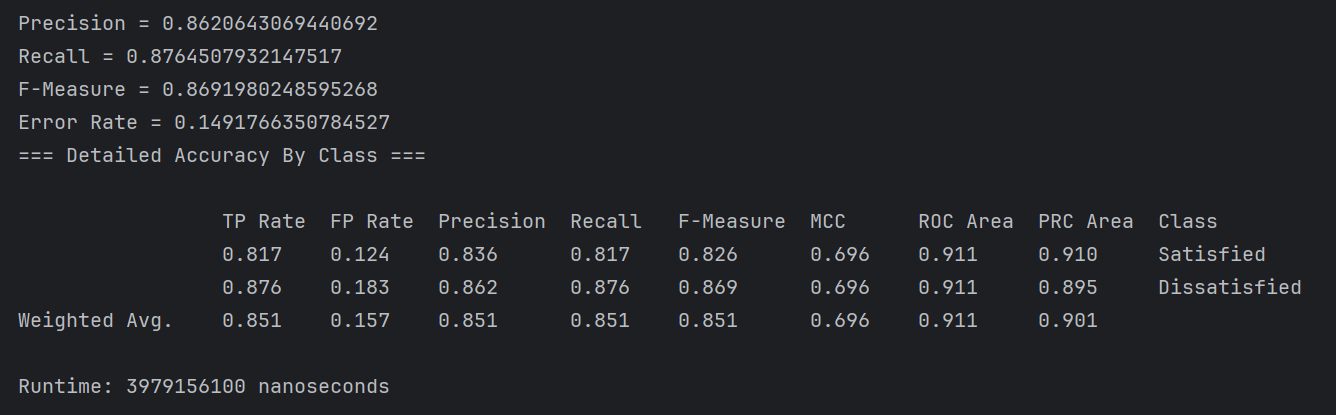 Precision = 0.8620643069440692
Recall = 0.8764507932147517
F-Measure = 0.8691980248595268
Error Rate = 0.1491766350784527
=== Detailed Accuracy By Class ===
TP Rate  FP Rate  Precision  Recall   F-Measure  MCC      ROC Area  PRC Area  Class
0.817    0.124    0.836      0.817    0.826      0.696    0.911     0.910     Satisfied
0.876    0.183    0.862      0.876    0.869      0.696    0.911     0.895     Dissatisfied
Weighted Avg.    0.851    0.157    0.851      0.851    0.851      0.696    0.911     0.901
Runtime: 3979156100 nanoseconds